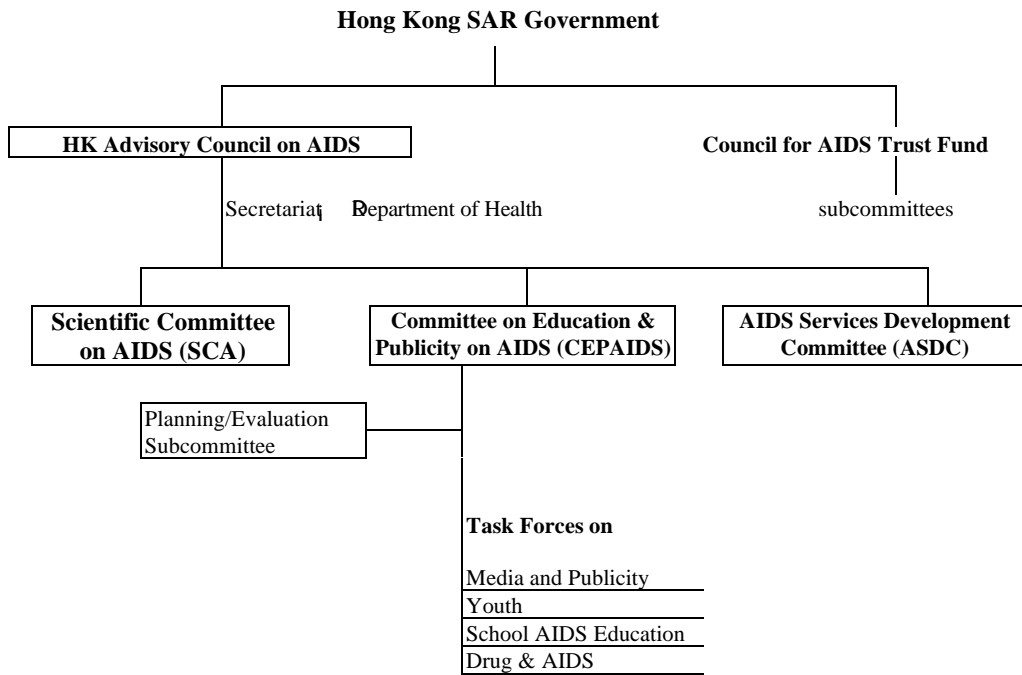 Hong Kong SAR Government
HK Advisory Council on AIDS
Council for AIDS Trust Fund
Secretariat Department of Health
subcommittees
Scientific Committee
on AIDS (SCA)
Committee on Education &
Publicity on AIDS (CEPAIDS)
AIDS Services Development
Committee (ASDC)
Planning/Evaluation
Subcommittee
Task Forces on
Media and Publicity
Youth
School AIDS Education
Drug & AIDS